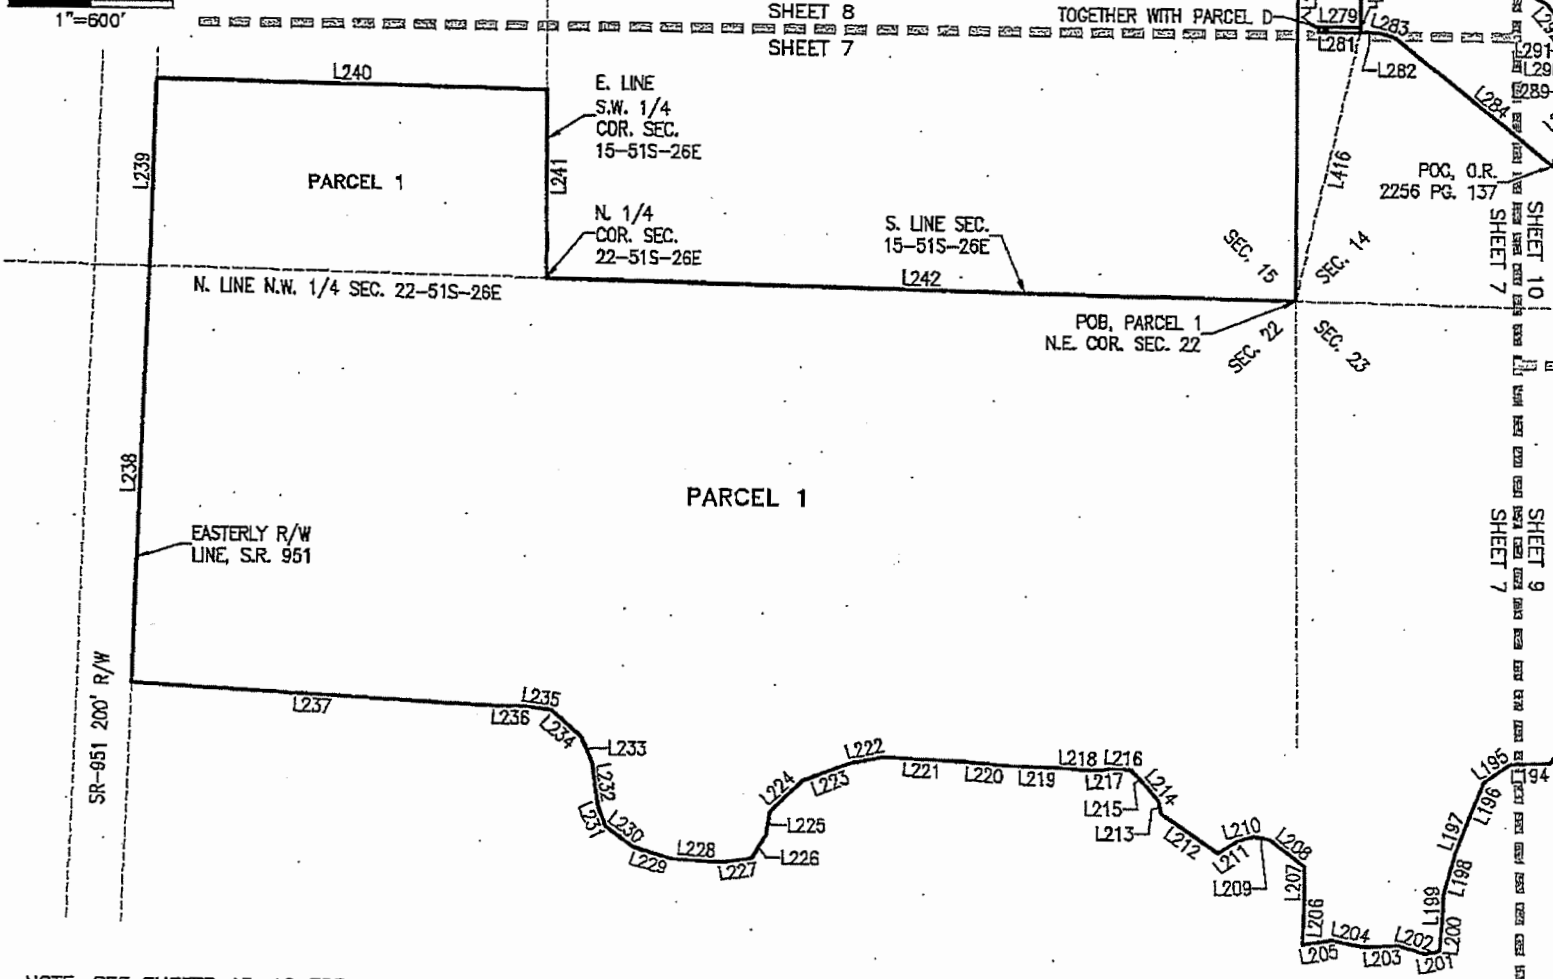 1"=600'
SHEET 8
SHEET 7
TOGETHER WITH PARCEL D
L279
L283
L281
L282
L291
L289
L284
L416
POC, O.R.
2256 PG. 137
SHEET 10
SHEET 7
L240
E. LINE
S.W. 1/4
COR. SEC.
15-51S-26E
L239
PARCEL 1
L241
N. 1/4
COR. SEC.
22-51S-26E
S. LINE SEC.
15-51S-26E
SEC. 15
SEC. 14
N. LINE N.W. 1/4 SEC. 22-51S-26E
L242
POB, PARCEL 1
N.E. COR. SEC. 22
SEC. 22
SEC. 23
L238
PARCEL 1
EASTERLY R/W
LINE, S.R. 951
SHEET 9
SHEET 7
SR-951 200' R/W
L237
L236
L235
L234
L233
L232
L231
L230
L229
L228
L227
L226
L225
L224
L223
L222
L221
L220
L219
L218
L217
L216
L215
L214
L213
L212
L211
L210
L209
L208
L207
L206
L205
L204
L203
L202
L201
L200
L199
L198
L197
L196
L195
L194